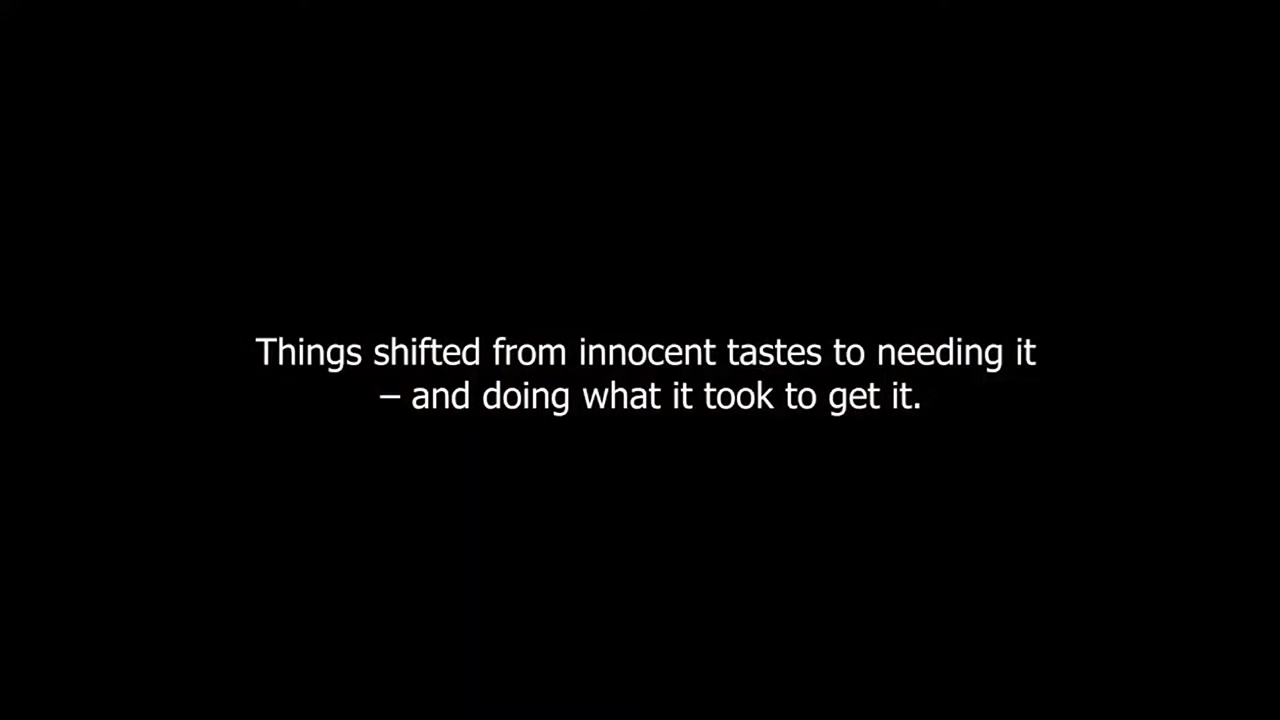 Things shifted from innocent tastes to needing it
– and doing what it took to get it.